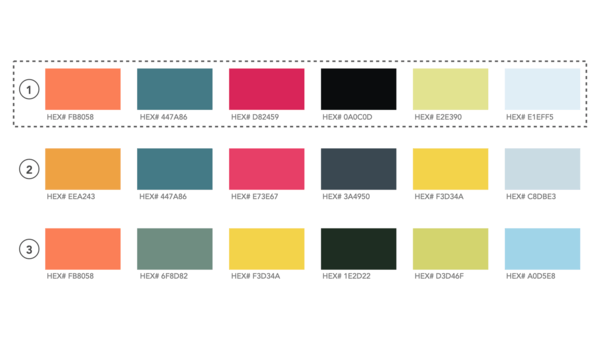 1
HEX# FB8058 HEX# 447A86 HEX# D82459 HEX# 0A0C0D HEX# E2E390 HEX# E1EFF5
2
HEX# EEA243 HEX# 447A86 HEX# E73E67 HEX# 3A4950 HEX# F3D34A HEX# C8DBE3
3
HEX# FB8058 HEX# 6F8D82 HEX# F3D34A HEX# 1E2D22 HEX# D3D46F HEX# A0D5E8